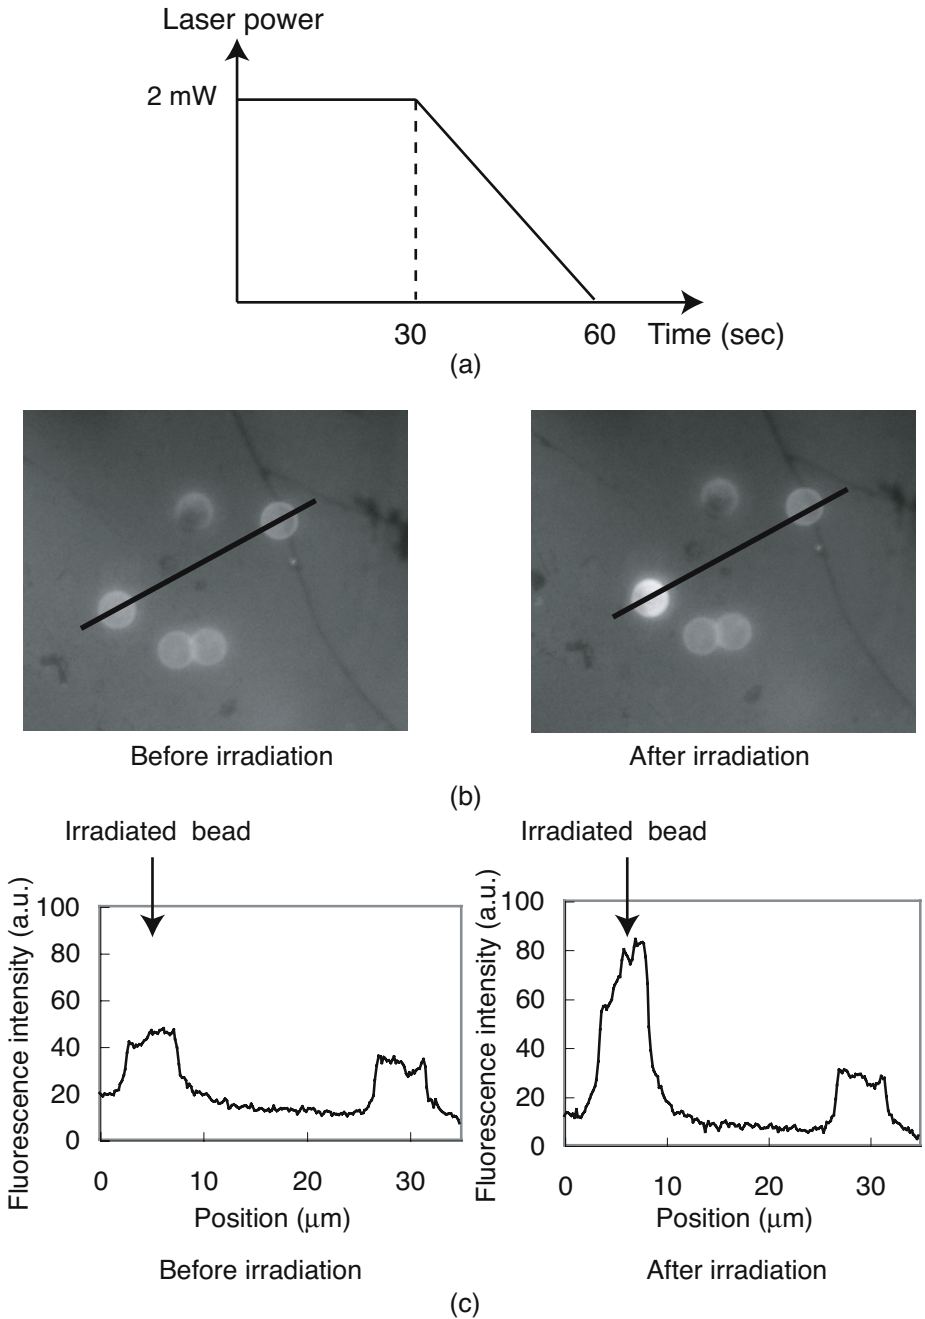 Laser power
2 mW
30 60 Time (sec)
(a)
Before irradiation After irradiation
(b)
Irradiated bead Irradiated bead
Fluorescence intensity (a.u.)
100
80
60
40
20
0
0 10 20 30
Position (μm)
Before irradiation
Fluorescence intensity (a.u.)
100
80
60
40
20
0
0 10 20 30
Position (μm)
After irradiation
(c)